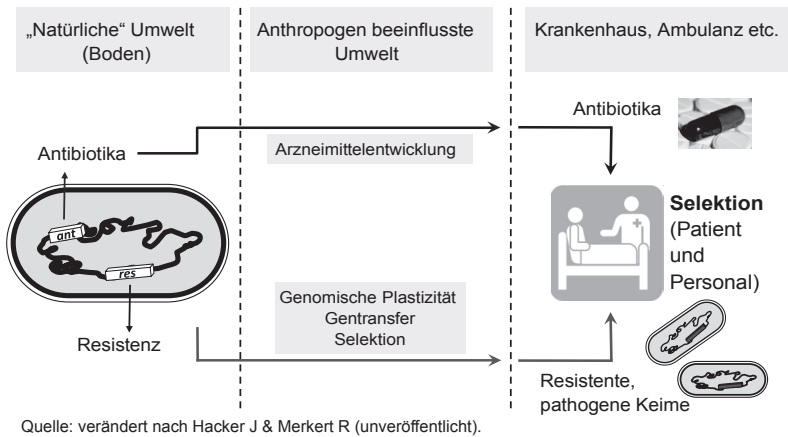 „Natürliche" Umwelt
(Boden)
Anthropogen beeinflusste
Umwelt
Krankenhaus, Ambulanz etc.
Antibiotika
Arzneimittelentwicklung
Antibiotika
ant
res
Resistenz
Genomische Plastizität
Gentransfer
Selektion
Selektion
(Patient
und
Personal)
Resistente,
pathogene Keime
Quelle: verändert nach Hacker J & Merkert R (unveröffentlicht).